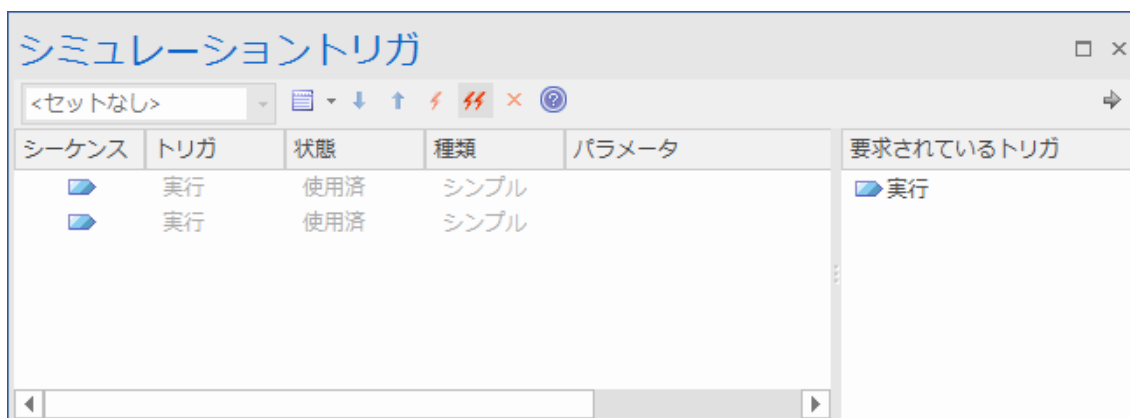 シミュレーショントリガ
<セットなし>
シーケンス トリガ 状態 種類 パラメータ 要求されているトリガ
実行 使用済 シンプル 実行
実行 使用済 シンプル